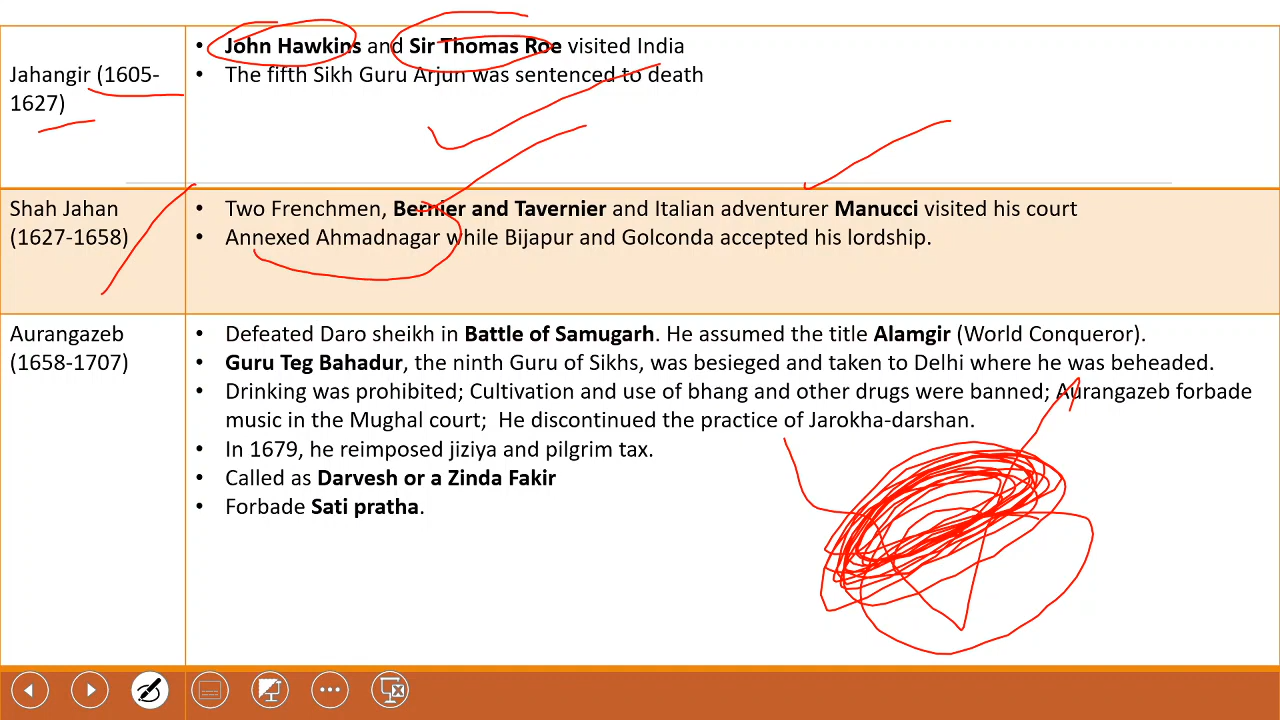 • John Hawkins and Sir Thomas Roe visited India
Jahangir (1605-
1627)
• The fifth Sikh Guru Arjun was sentenced to death
Shah Jahan
(1627-1658)
• Two Frenchmen, Bernier and Tavernier and Italian adventurer Manucci visited his court
• Annexed Ahmadnagar while Bijapur and Golconda accepted his lordship.
Aurangazeb
(1658-1707)
• Defeated Daro sheikh in Battle of Samugarh. He assumed the title Alamgir (World Conqueror).
• Guru Teg Bahadur, the ninth Guru of Sikhs, was besieged and taken to Delhi where he was beheaded.
• Drinking was prohibited; Cultivation and use of bhang and other drugs were banned; Aurangazeb forbade
music in the Mughal court;  He discontinued the practice of Jarokha-darshan.
• In 1679, he reimposed jiziya and pilgrim tax.
• Called as Darvesh or a Zinda Fakir
• Forbade Sati pratha.